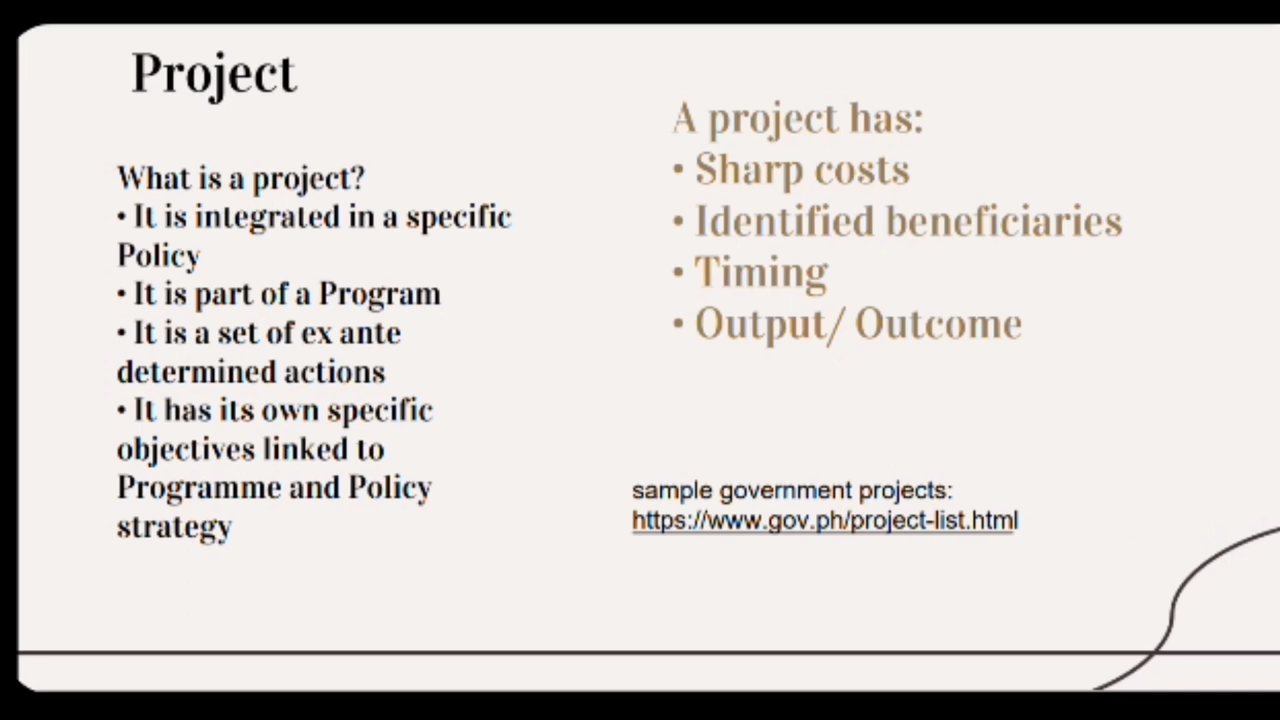 Project
What is a project?
• It is integrated in a specific
Policy
• It is part of a Program
• It is a set of ex ante
determined actions
• It has its own specific
objectives linked to
Programme and Policy
strategy
A project has:
• Sharp costs
• Identified beneficiaries
• Timing
• Output/ Outcome
sample government projects:
https://www.gov.ph/project-list.html